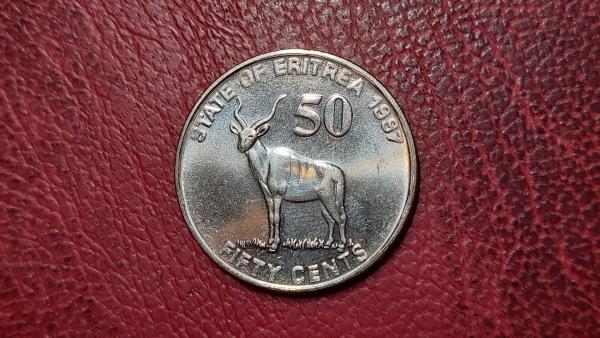 STATE OF ERITREA 1997
50
FIFTY CENTS